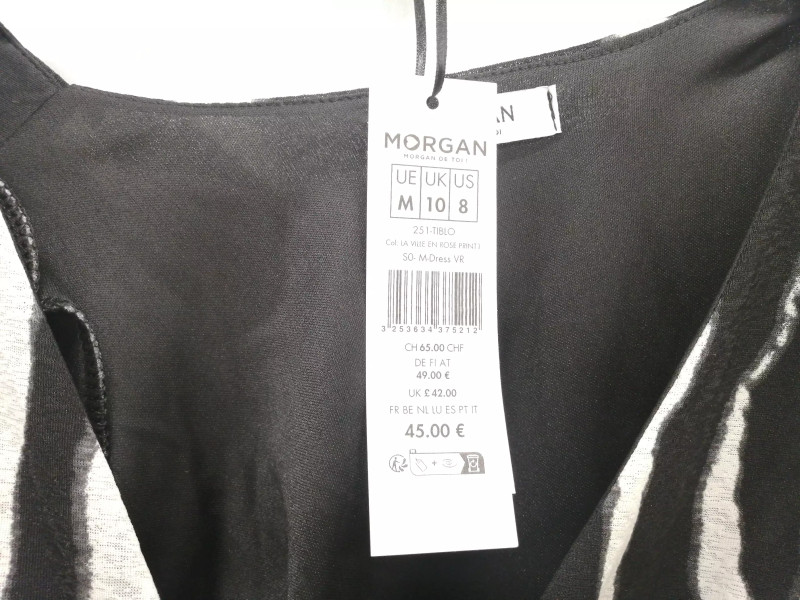 MORGAN
MORGAN DE TOI !
UE UK US
M 10 8
251-TIBLO
Col: LA VILLE EN ROSE PRINT3
S0- M-Dress VR
3 253634 375212
CH 65.00 CHF
DE FI AT
49.00 €
UK £ 42.00
FR BE NL LU ES PT IT
45.00 €
AN
OI